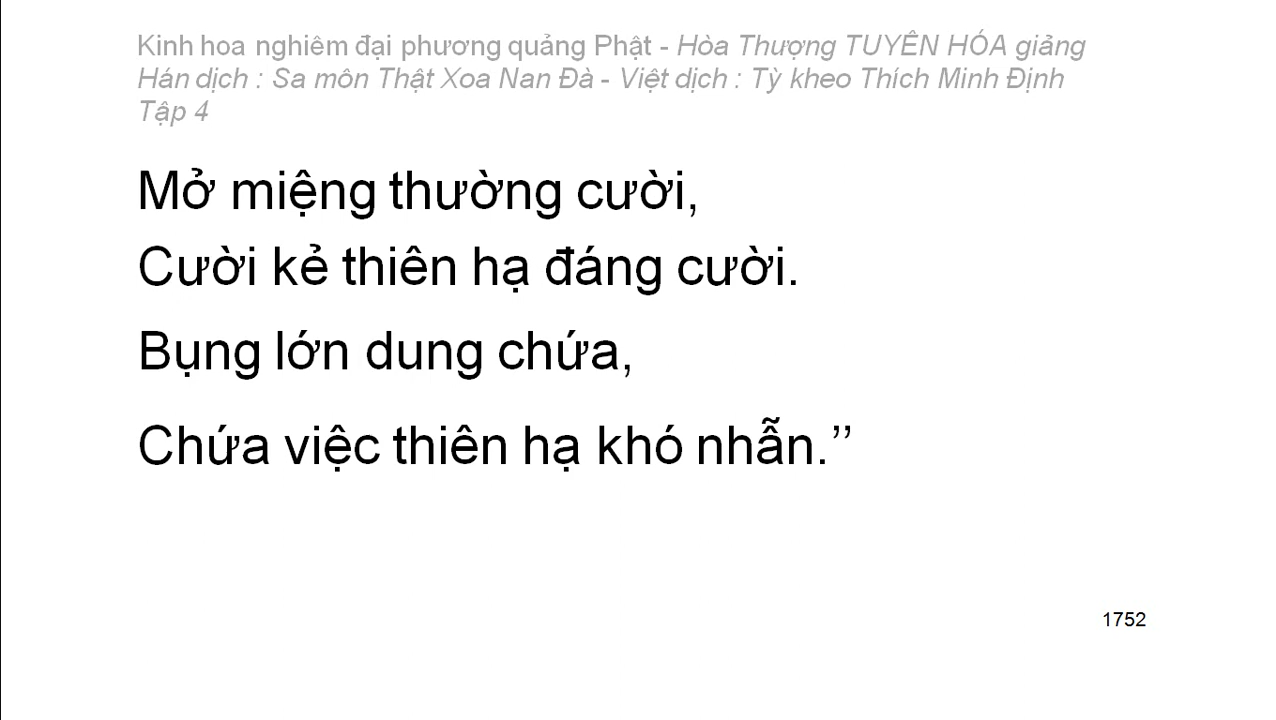 Kinh hoa nghiêm đại phương quảng Phật - Hòa Thượng TUYÊN HÓA giảng
Hán dịch : Sa môn Thật Xoa Nan Đà - Việt dịch : Tỳ kheo Thích Minh Định
Tập 4
Mở miệng thường cười,
Cười kẻ thiên hạ đáng cười.
Bụng lớn dung chứa,
Chứa việc thiên hạ khó nhẫn.’’
1752